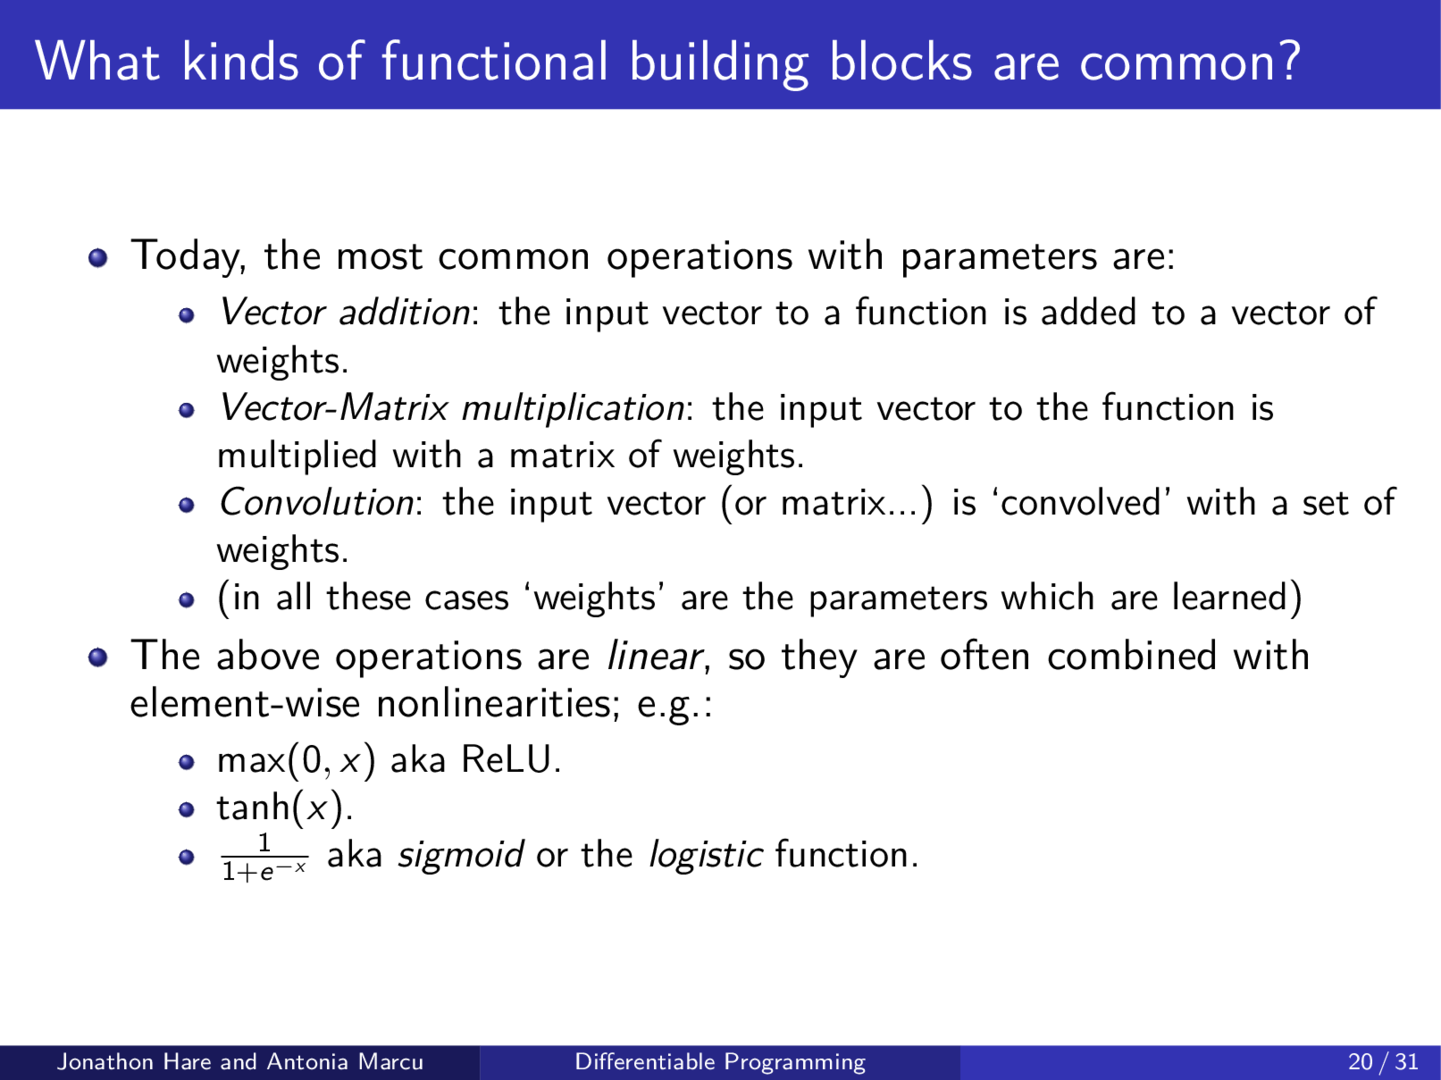 What kinds of functional building blocks are common?
Today, the most common operations with parameters are:
Vector addition: the input vector to a function is added to a vector of
weights.
Vector-Matrix multiplication: the input vector to the function is
multiplied with a matrix of weights.
Convolution: the input vector (or matrix...) is ‘convolved’ with a set of
weights.
(in all these cases ‘weights’ are the parameters which are learned)
The above operations are linear, so they are often combined with
element-wise nonlinearities; e.g.:
max(0, x) aka ReLU.
tanh(x).
1/(1+e^{-x}) aka sigmoid or the logistic function.
Jonathon Hare and Antonia Marcu Differentiable Programming 20 / 31